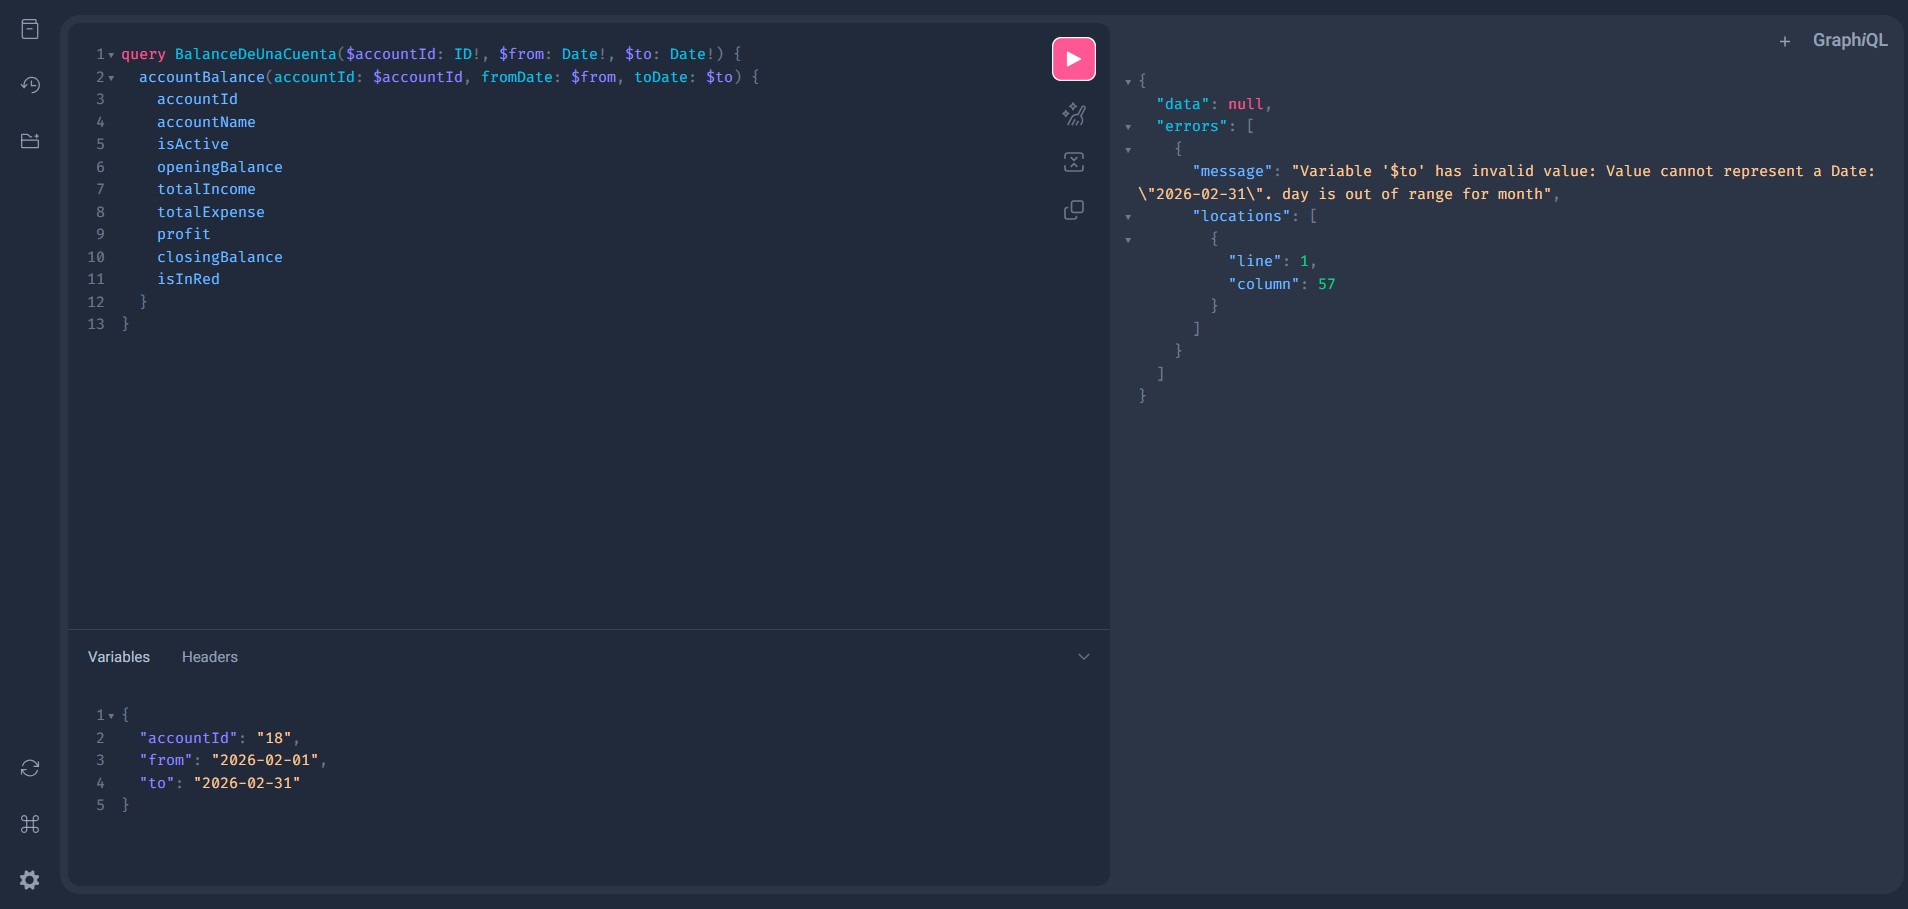 1 query BalanceDeUnaCuenta($accountId: ID!, $from: Date!, $to: Date!) {
2   accountBalance(accountId: $accountId, fromDate: $from, toDate: $to) {
3     accountId
4     accountName
5     isActive
6     openingBalance
7     totalIncome
8     totalExpense
9     profit
10     closingBalance
11     isInRed
12   }
13 }
Variables Headers
1 {
2   "accountId": "18",
3   "from": "2026-02-01",
4   "to": "2026-02-31"
5 }
+ GraphiQL
{
  "data": null,
  "errors": [
    {
      "message": "Variable '$to' has invalid value: Value cannot represent a Date:
\"2026-02-31\". day is out of range for month",
      "locations": [
        {
          "line": 1,
          "column": 57
        }
      ]
    }
  ]
}